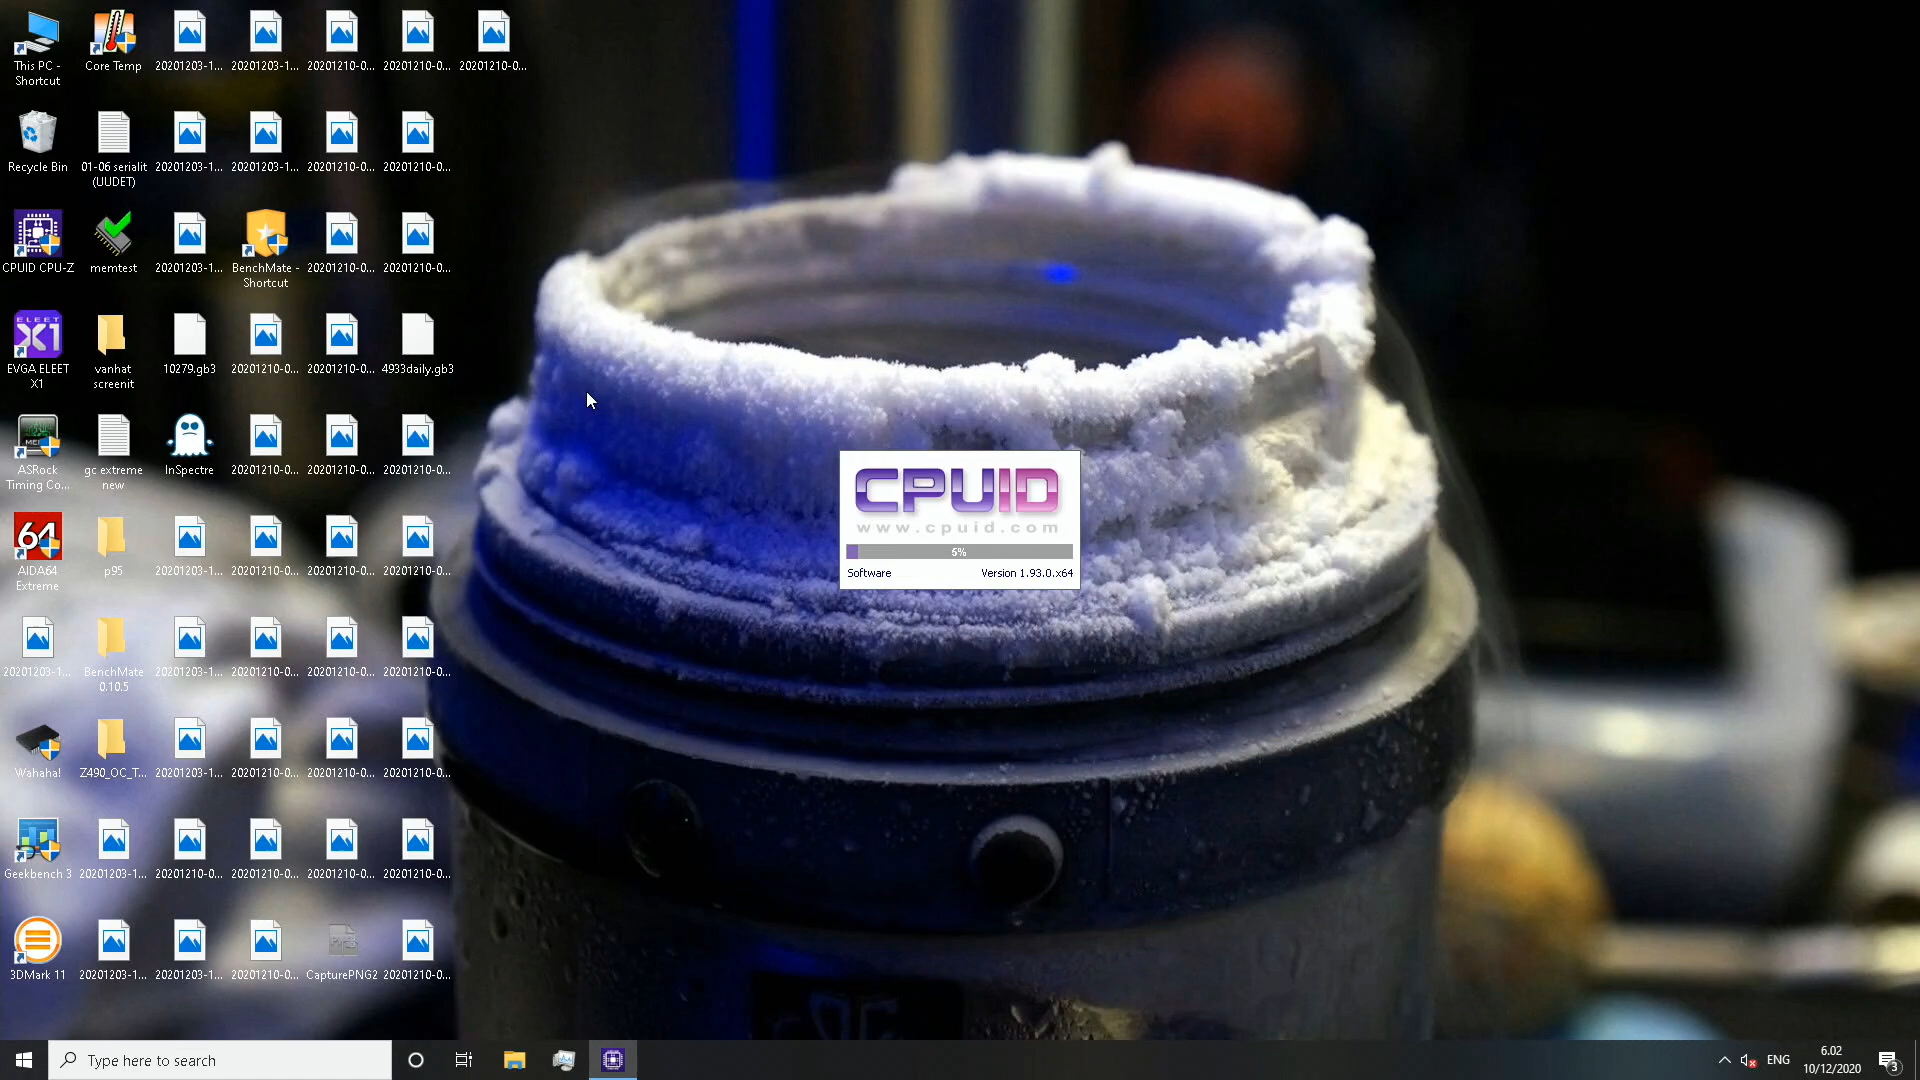 This PC -
Shortcut
Core Temp
20201203-1...
20201203-1...
20201210-0...
20201210-0...
20201210-0...
Recycle Bin
01-06 serialit
(UUDET)
20201203-1...
20201203-1...
20201210-0...
20201210-0...
CPUID CPU-Z
memtest
20201203-1...
BenchMate -
Shortcut
20201210-0...
20201210-0...
ELEET
X1
EVGA ELEET
X1
vanhat
screenit
10279.gb3
20201210-0...
20201210-0...
4933daily.gb3
ASRock
Timing Co...
gc extreme
new
InSpectre
20201210-0...
20201210-0...
20201210-0...
64
AIDA64
Extreme
p95
20201203-1...
20201210-0...
20201210-0...
20201210-0...
20201203-1...
BenchMate
0.10.5
20201203-1...
20201210-0...
20201210-0...
20201210-0...
Wahaha!
Z490_OC_T...
20201203-1...
20201210-0...
20201210-0...
20201210-0...
Geekbench 3
20201203-1...
20201210-0...
20201210-0...
20201210-0...
20201210-0...
3DMark 11
20201203-1...
20201203-1...
20201210-0...
CapturePNG2
20201210-0...
CPUID
www.cpuid.com
5%
Software
Version 1.93.0.x64
Type here to search
ENG
6.02
10/12/2020
3